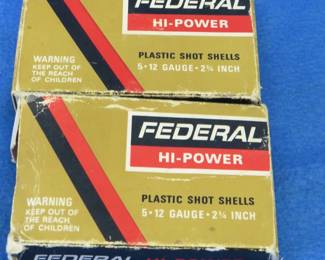 FEDERAL
HI-POWER
WARNING
KEEP OUT OF
THE REACH
OF CHILDREN
PLASTIC SHOT SHELLS
5 • 12 GAUGE • 2¾ INCH
FEDERAL
HI-POWER
WARNING
KEEP OUT OF
THE REACH
OF CHILDREN
PLASTIC SHOT SHELLS
5 • 12 GAUGE • 2¾ INCH
FEDERAL